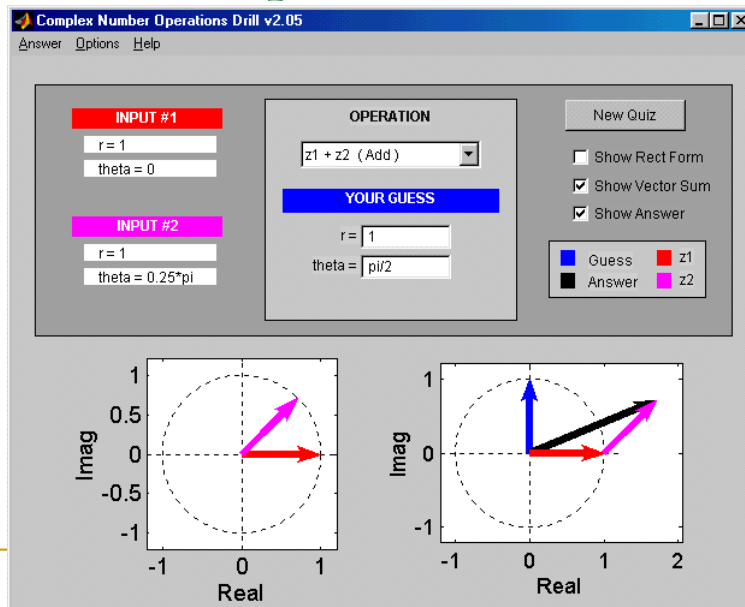 Complex Number Operations Drill v2.05
Answer Options Help
INPUT #1
r = 1
theta = 0
INPUT #2
r = 1
theta = 0.25*pi
OPERATION
z1 + z2 ( Add )
YOUR GUESS
r = 1
theta = pi/2
New Quiz
Show Rect Form
Show Vector Sum
Show Answer
Guess z1
Answer z2
1
0.5
0
-0.5
-1
Imag
-1 0 1
Real
1
0
-1
Imag
-1 0 1 2
Real